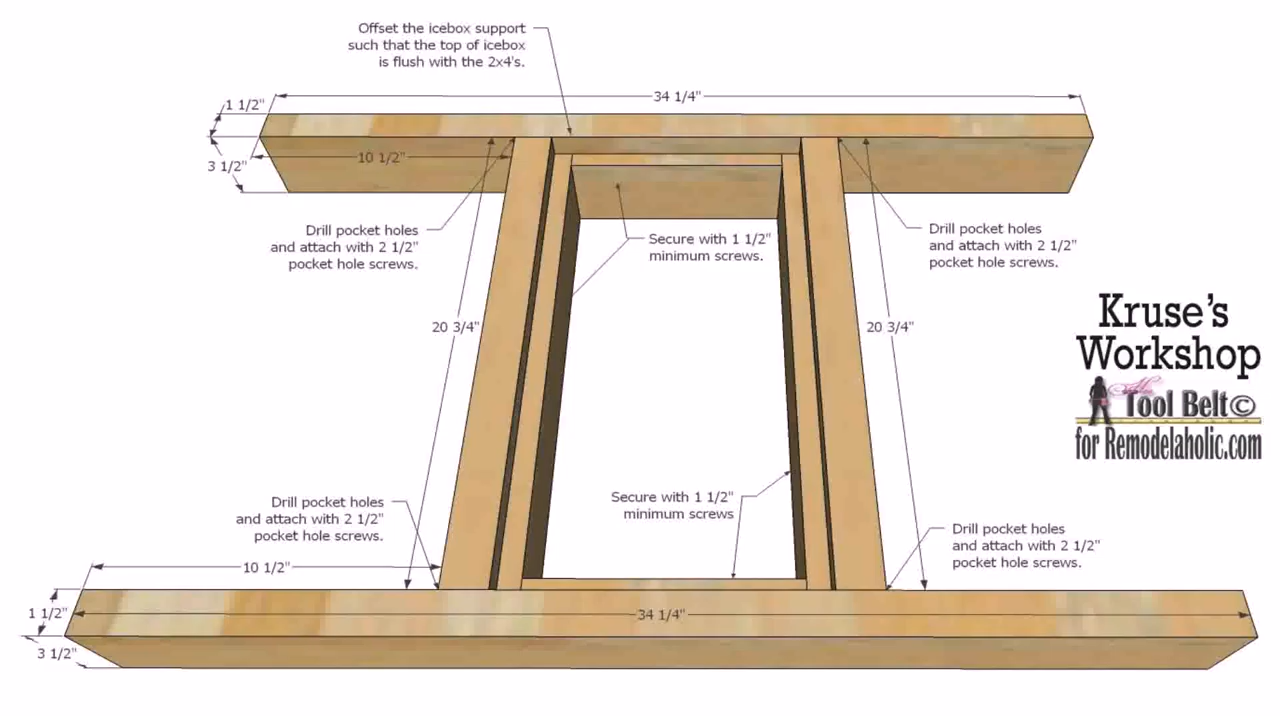 Offset the icebox support
such that the top of icebox
is flush with the 2x4's.
34 1/4"
1 1/2"
3 1/2"
10 1/2"
Drill pocket holes
and attach with 2 1/2"
pocket hole screws.
Secure with 1 1/2"
minimum screws.
Drill pocket holes
and attach with 2 1/2"
pocket hole screws.
20 3/4"
20 3/4"
Kruse's
Workshop
Tool Belt©
for Remodelaholic.com
Drill pocket holes
and attach with 2 1/2"
pocket hole screws.
Secure with 1 1/2"
minimum screws
Drill pocket holes
and attach with 2 1/2"
pocket hole screws.
10 1/2"
1 1/2"
34 1/4"
3 1/2"